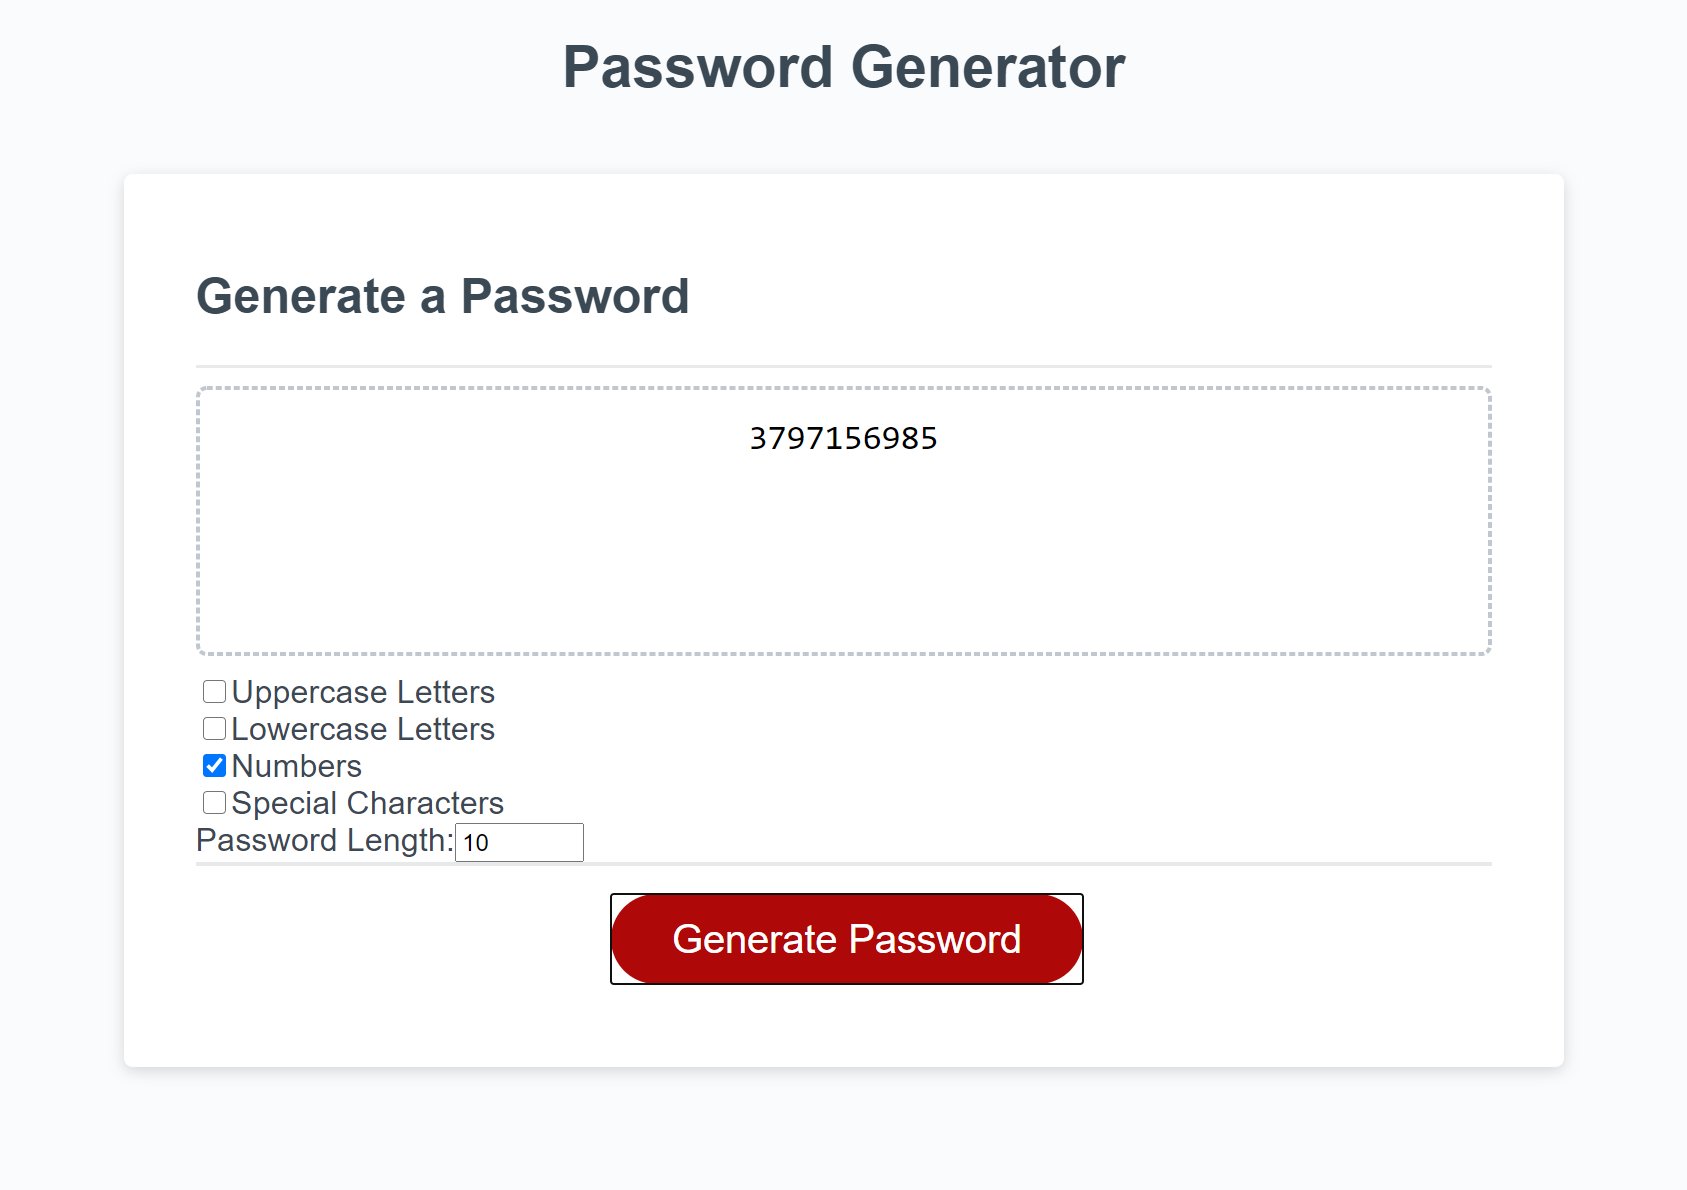 Password Generator
Generate a Password
3797156985
Uppercase Letters
Lowercase Letters
Numbers
Special Characters
Password Length: 10
Generate Password